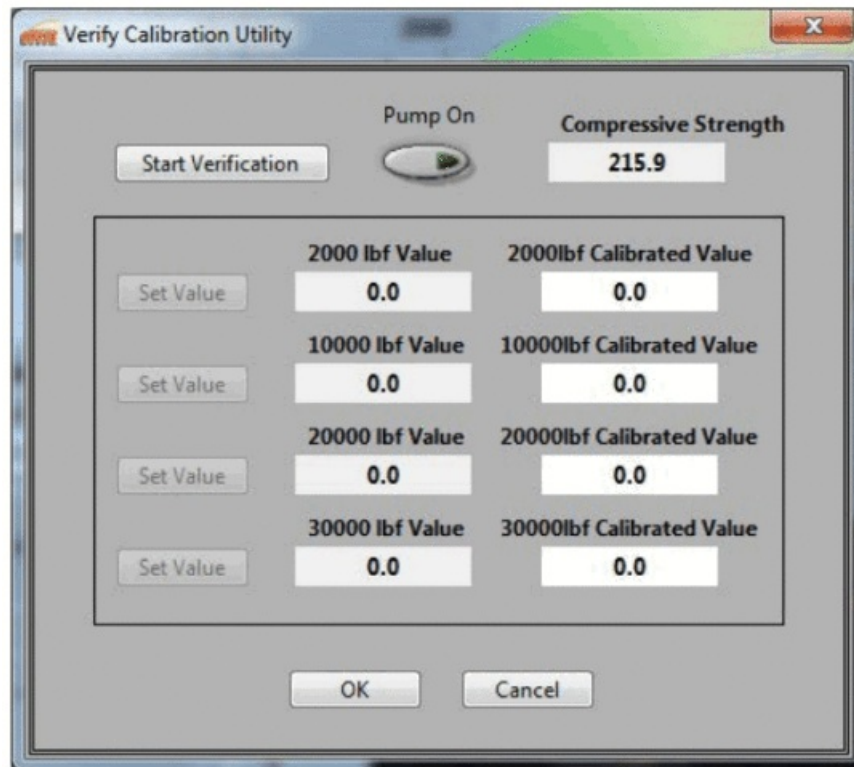 Verify Calibration Utility
Pump On
Compressive Strength
Start Verification
215.9
2000 lbf Value 2000lbf Calibrated Value
Set Value 0.0 0.0
10000 lbf Value 10000lbf Calibrated Value
Set Value 0.0 0.0
20000 lbf Value 20000lbf Calibrated Value
Set Value 0.0 0.0
30000 lbf Value 30000lbf Calibrated Value
Set Value 0.0 0.0
OK Cancel